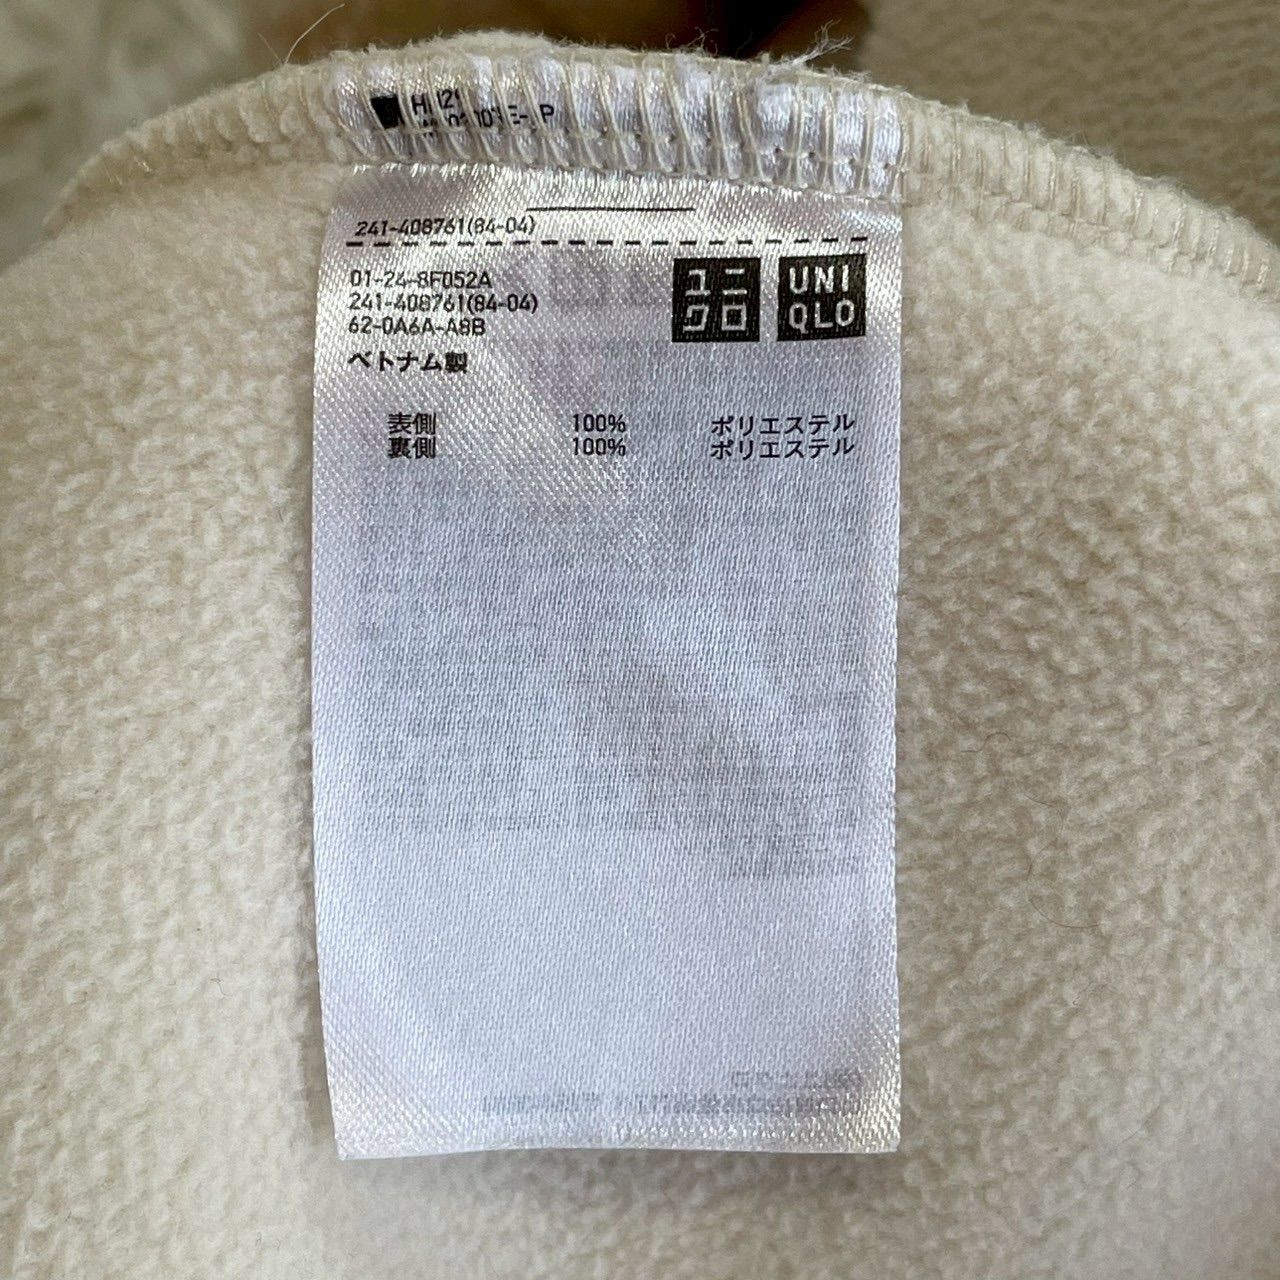 241-408761(84-04)
01-24-8F052A
241-408761(84-04)
62-0A6A-A8B
ベトナム製
ユニ
クロ
UNI
QLO
表側 100% ポリエステル
裏側 100% ポリエステル